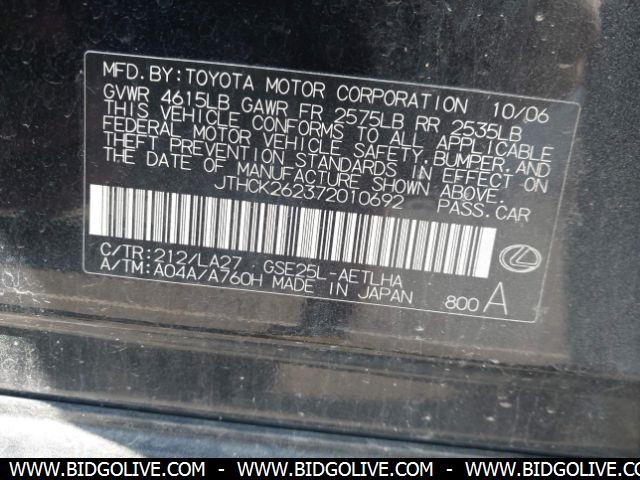 MFD.BY:TOYOTA MOTOR CORPORATION 10/06
GVWR 4615LB GAWR FR 2575LB RR 2535LB
THIS VEHICLE CONFORMS TO ALL APPLICABLE
FEDERAL MOTOR VEHICLE SAFETY,BUMPER,AND
THEFT PREVENTION STANDARDS IN EFFECT ON
THE DATE OF MANUFACTURE SHOWN ABOVE.
JTHCK262372010692 PASS.CAR
C/TR:212/LA27 GSE25L-AETLHA
A/TM:A04A/A760H MADE IN JAPAN 800A
WWW.BIDGOLIVE.COM - WWW.BIDGOLIVE.COM - WWW.BIDGOLIVE.COM